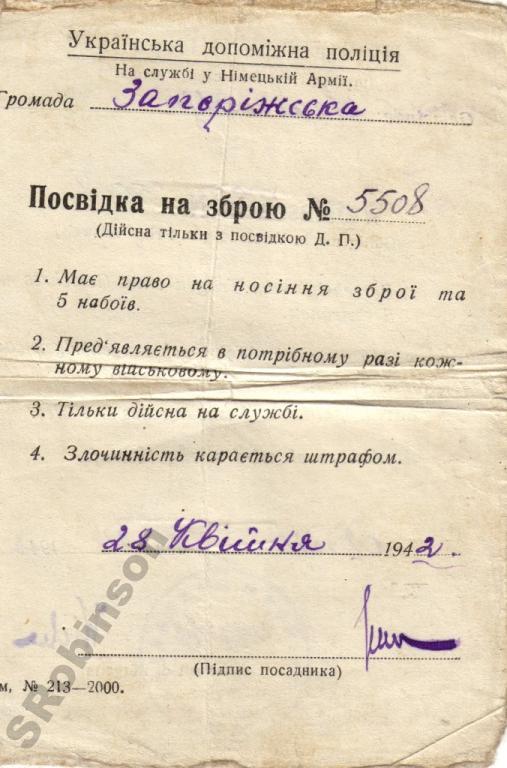 Українська допоміжна поліція
На службі у Німецькій Армії.
Громада Запоріжська
Посвідка на зброю № 5508
(Дійсна тільки з посвідкою Д. П.)
1. Має право на носіння зброї та
5 набоїв.
2. Пред'являється в потрібному разі кож-
ному військовому.
3. Тільки дійсна на службі.
4. Злочинність карається штрафом.
28 Квітня 1942.
(Підпис посадника)
м, № 213—2000.
SRobinson